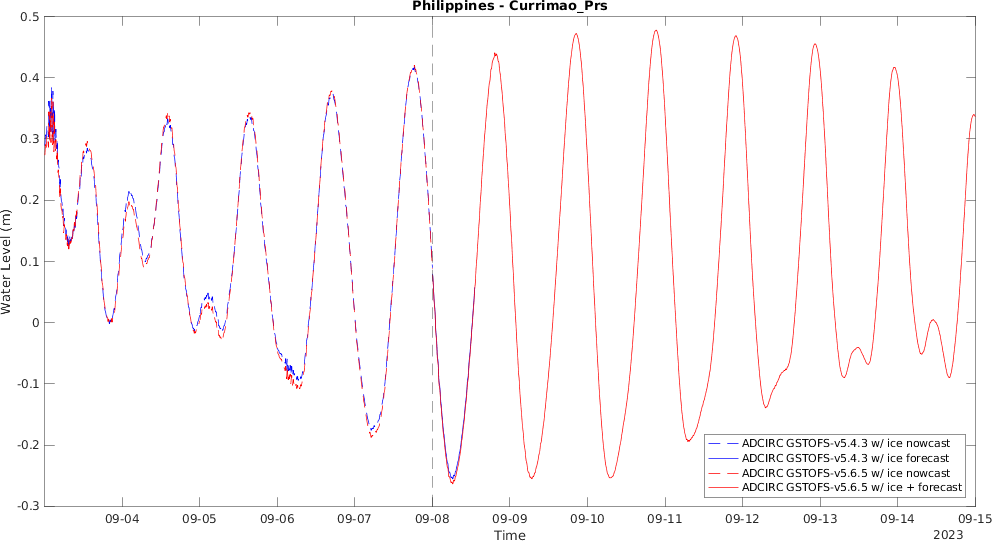 Philippines - Currimao_Prs
0.5
0.4
0.3
0.2
0.1
0
-0.1
-0.2
-0.3
Water Level (m)
ADCIRC GSTOFS-v5.4.3 w/ ice nowcast
ADCIRC GSTOFS-v5.4.3 w/ ice forecast
ADCIRC GSTOFS-v5.6.5 w/ ice nowcast
ADCIRC GSTOFS-v5.6.5 w/ ice + forecast
09-04 09-05 09-06 09-07 09-08 09-09 09-10 09-11 09-12 09-13 09-14 09-15
Time
2023